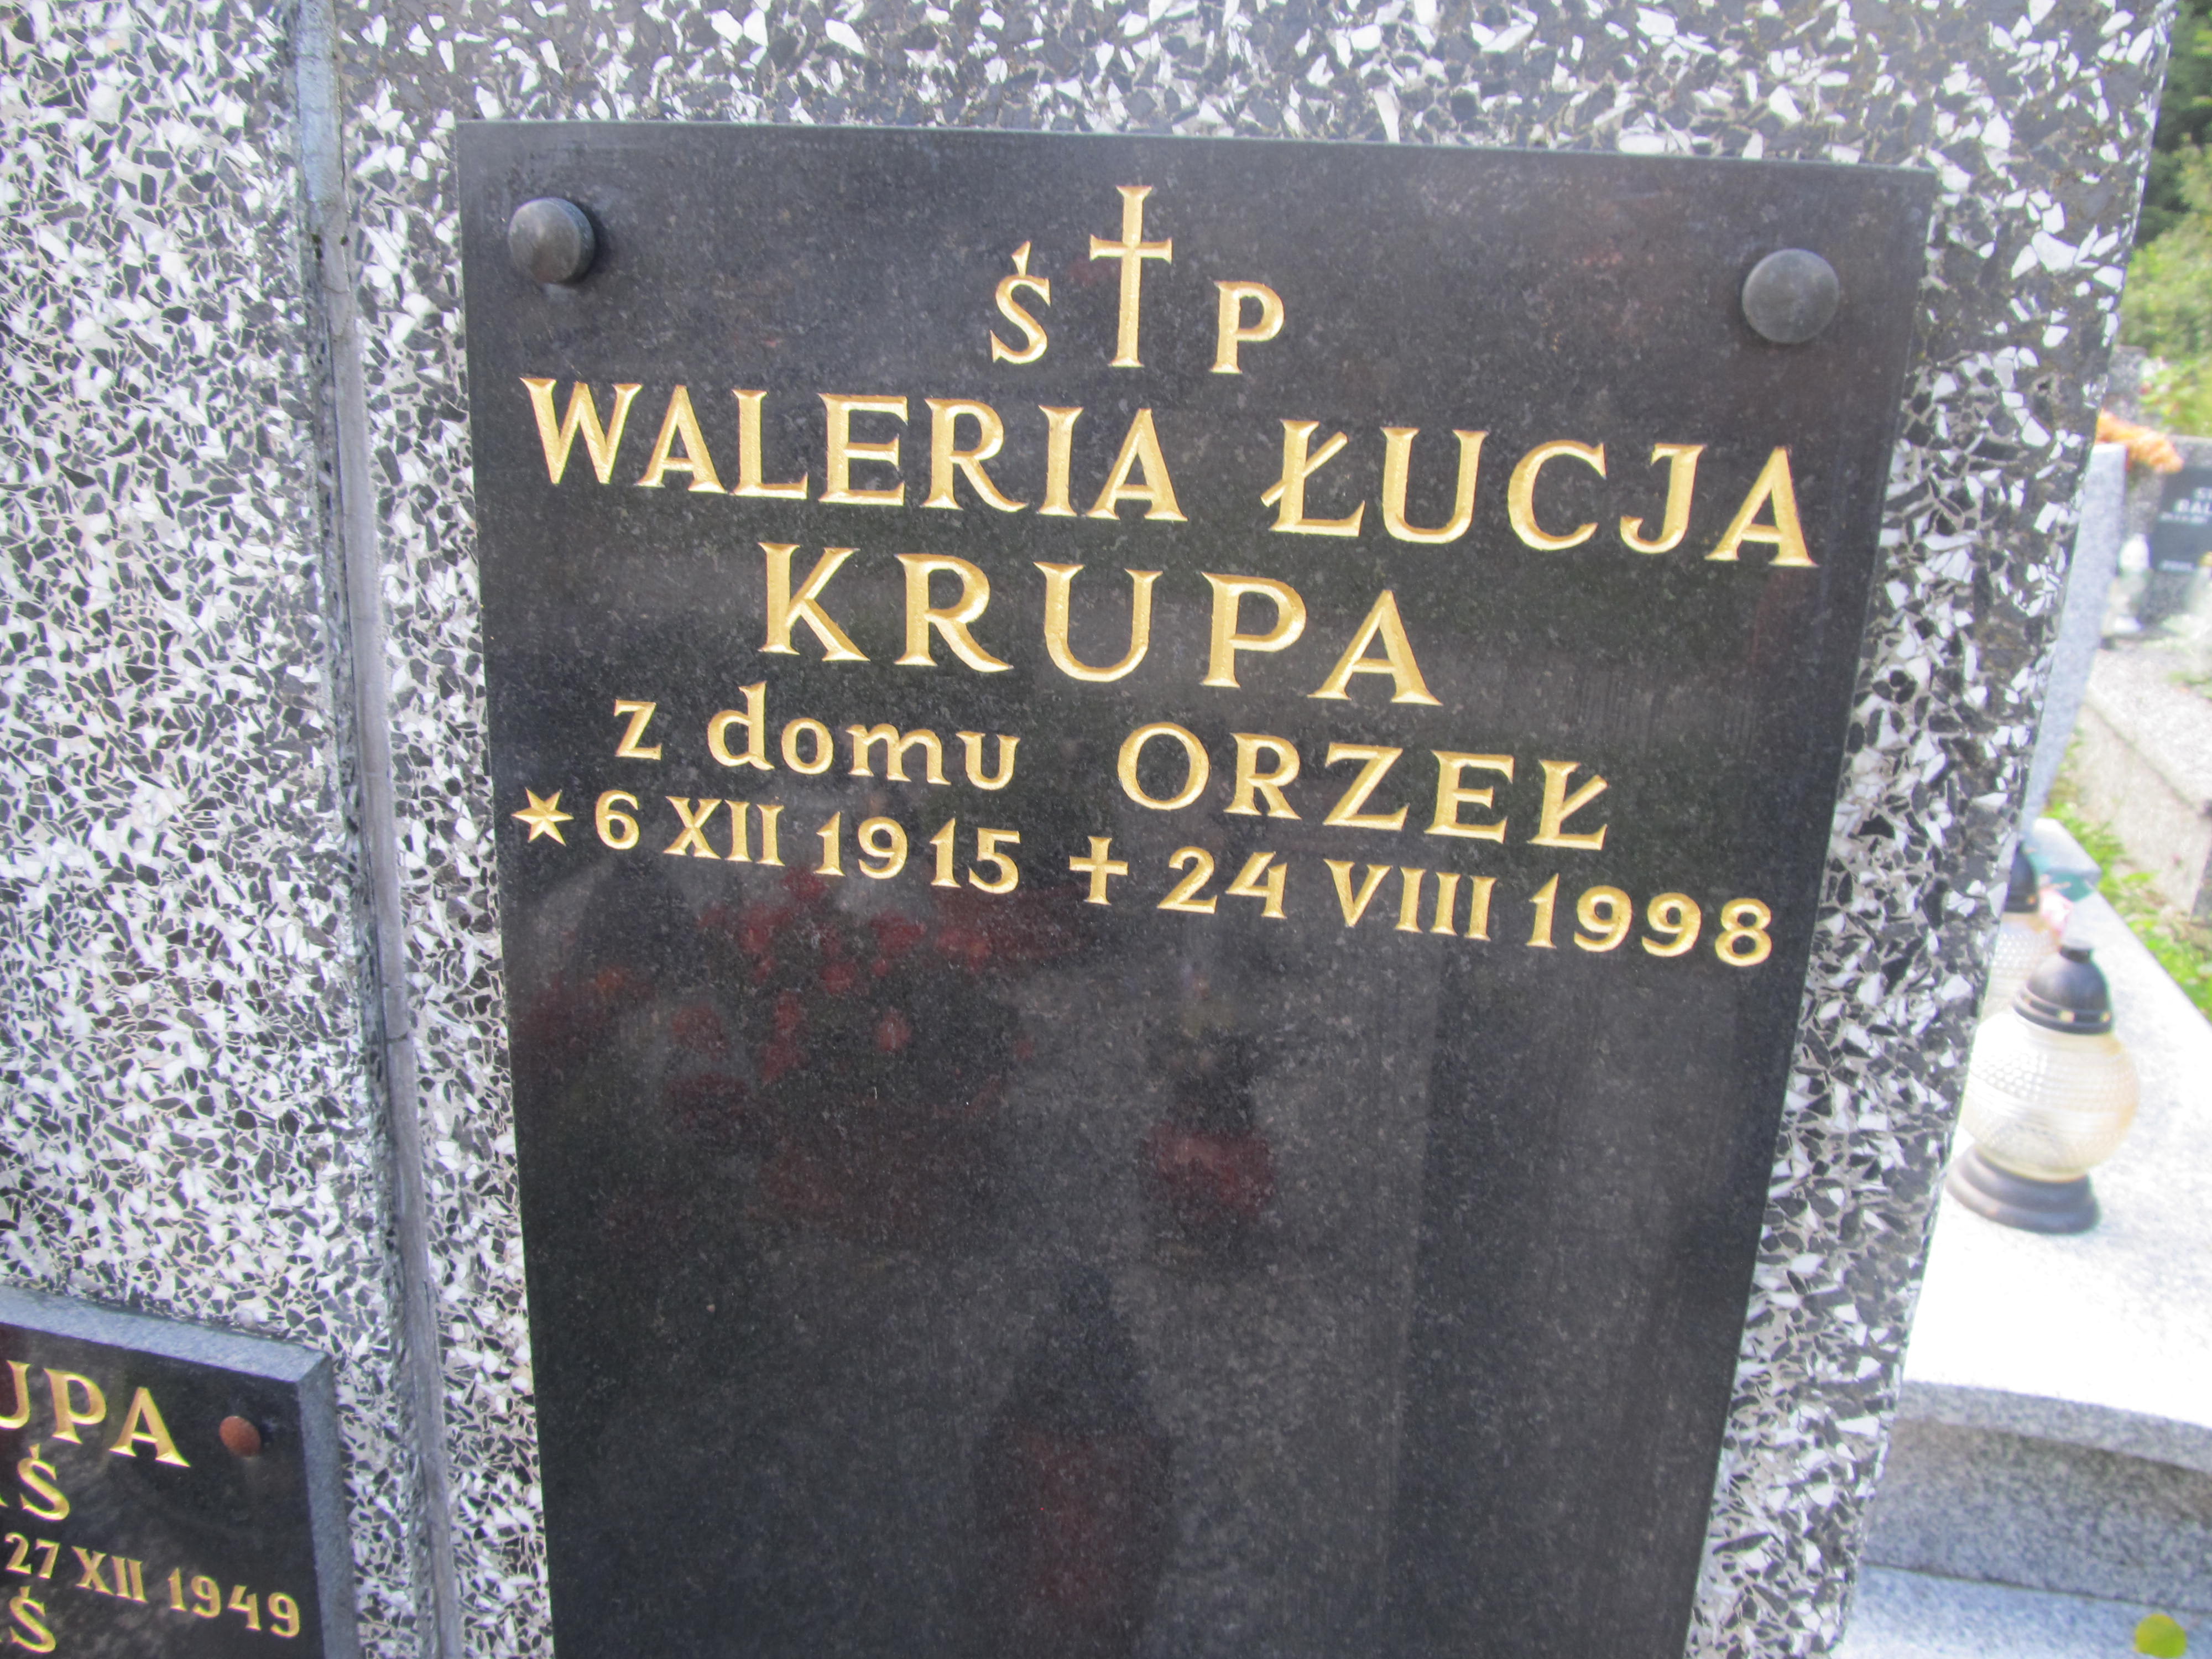 Ś † P
WALERIA ŁUCJA
KRUPA
z domu ORZEŁ
* 6 XII 1915 † 24 VIII 1998
UPA
Ś
27 XII 1949
Ś